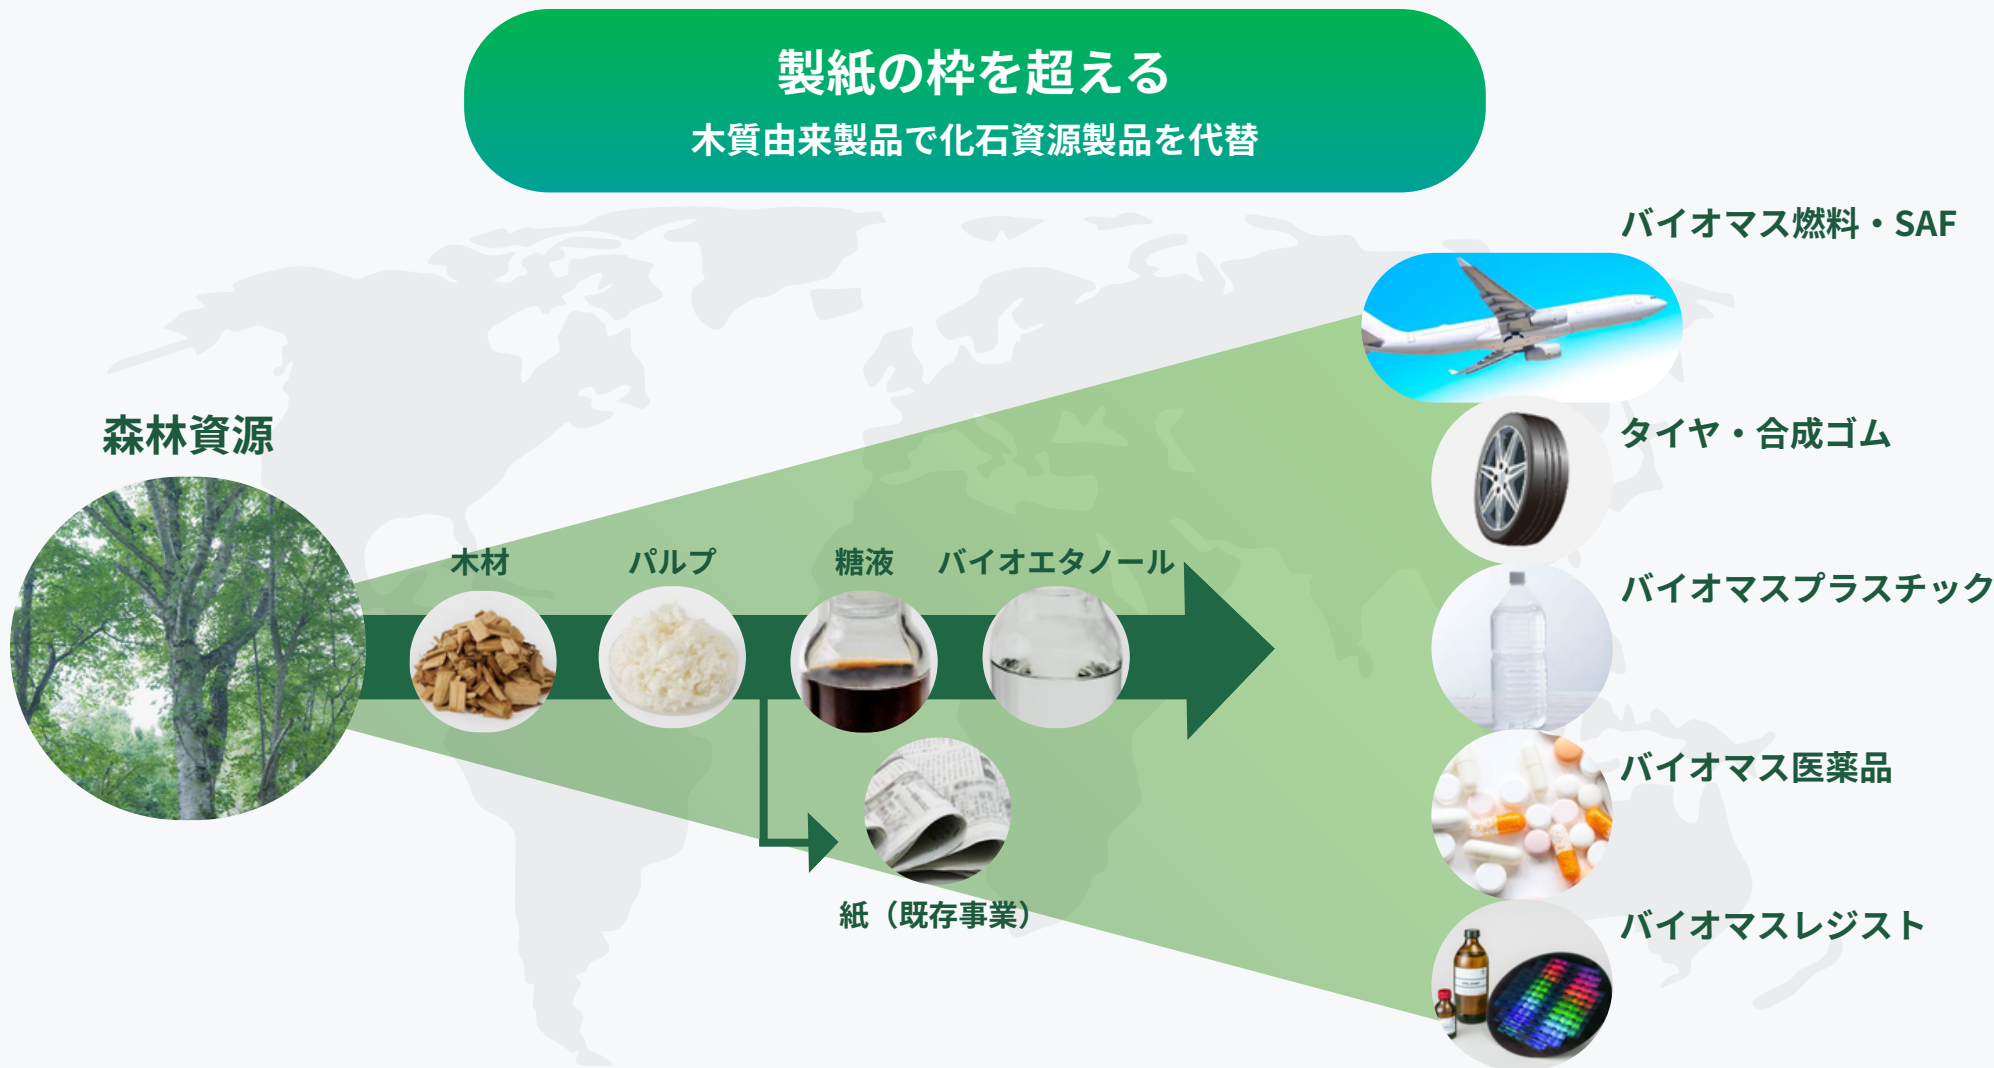 製紙の枠を超える
木質由来製品で化石資源製品を代替
バイオマス燃料・SAF
タイヤ・合成ゴム
森林資源
木材
パルプ
糖液
バイオエタノール
バイオマスプラスチック
バイオマス医薬品
紙（既存事業）
バイオマスレジスト